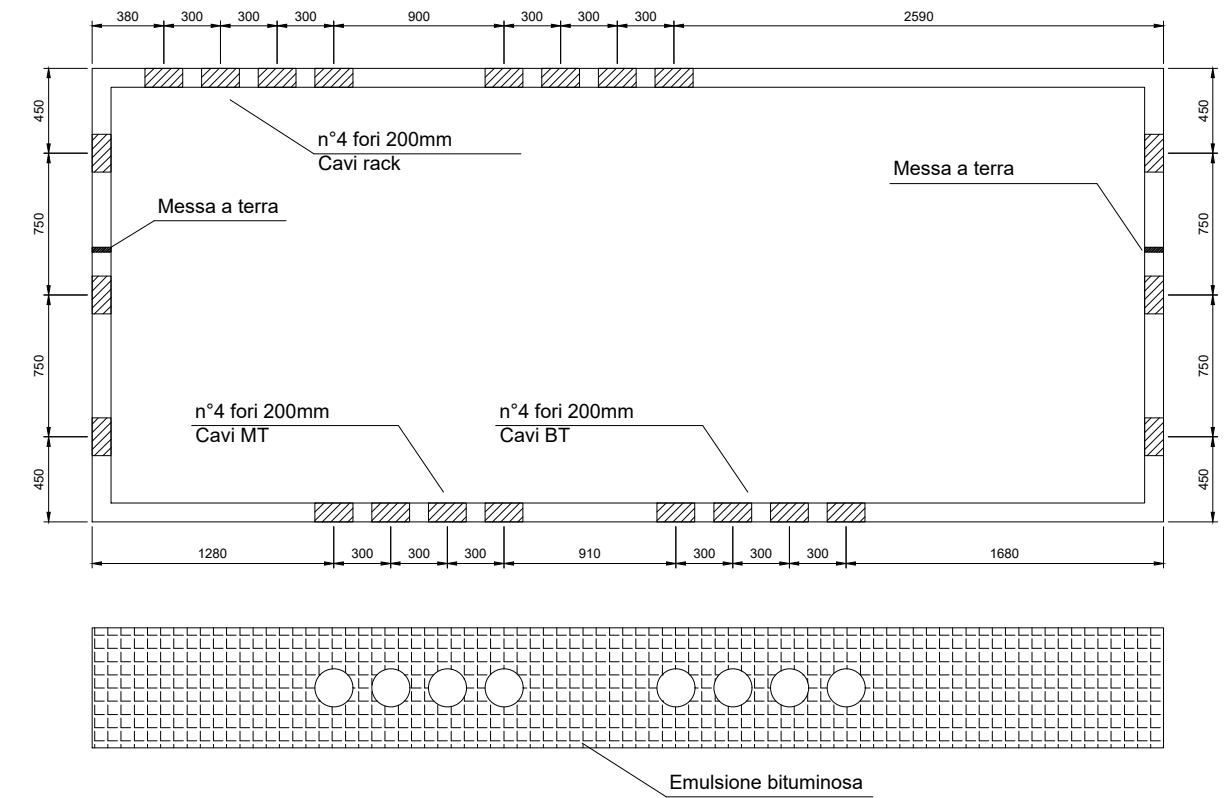 380 300 300 300 900 300 300 300 2590
450
450
n°4 fori 200mm
Cavi rack
Messa a terra
Messa a terra
750
750
750
750
n°4 fori 200mm
Cavi MT
n°4 fori 200mm
Cavi BT
450
450
1280 300 300 300 910 300 300 300 1680
Emulsione bituminosa